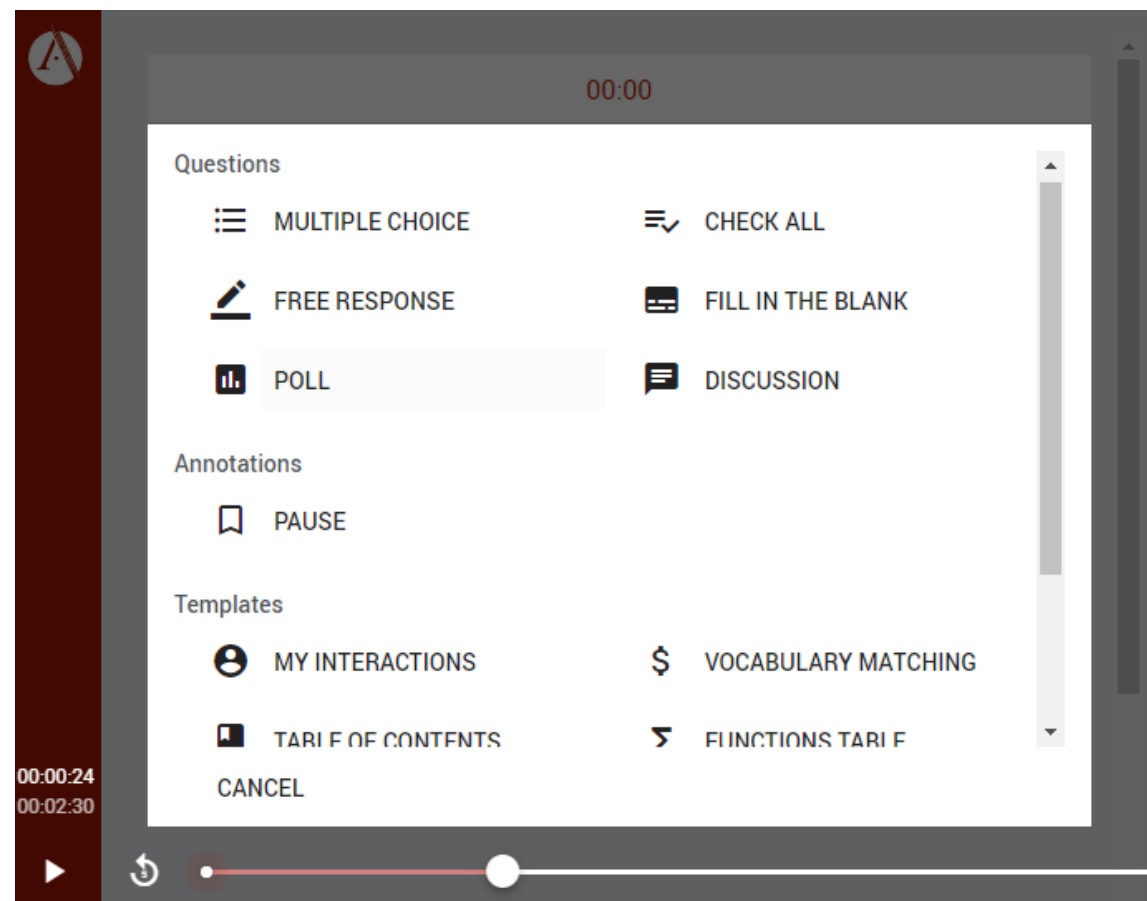 00:00
Questions
MULTIPLE CHOICE
CHECK ALL
FREE RESPONSE
FILL IN THE BLANK
POLL
DISCUSSION
Annotations
PAUSE
Templates
MY INTERACTIONS
$ VOCABULARY MATCHING
TABLE OF CONTENTS
Σ FUNCTIONS TABLE
CANCEL
00:00:24
00:02:30
5